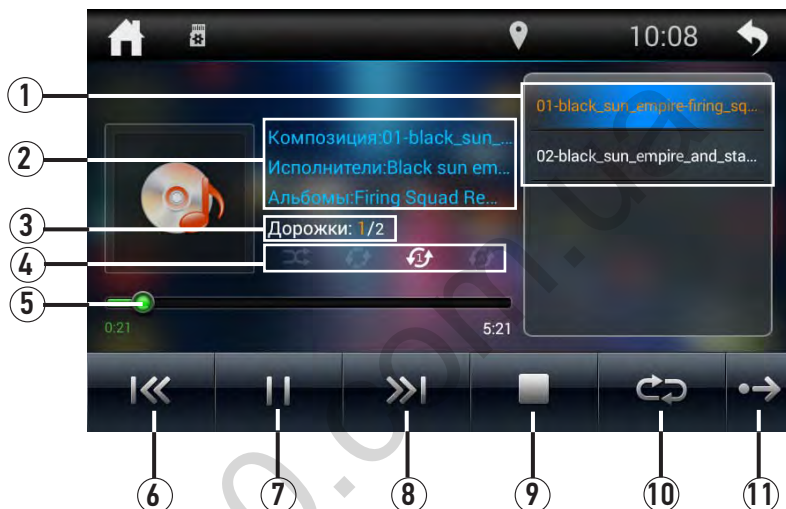 10:08
1
01-black_sun_empire-firing_sq...
2
Композиция:01-black_sun_...
Исполнители:Black sun em...
Альбомы:Firing Squad Re...
02-black_sun_empire_and_sta...
3
Дорожки: 1/2
4
1
5
0:21
5:21
6
7
8
9
10
11